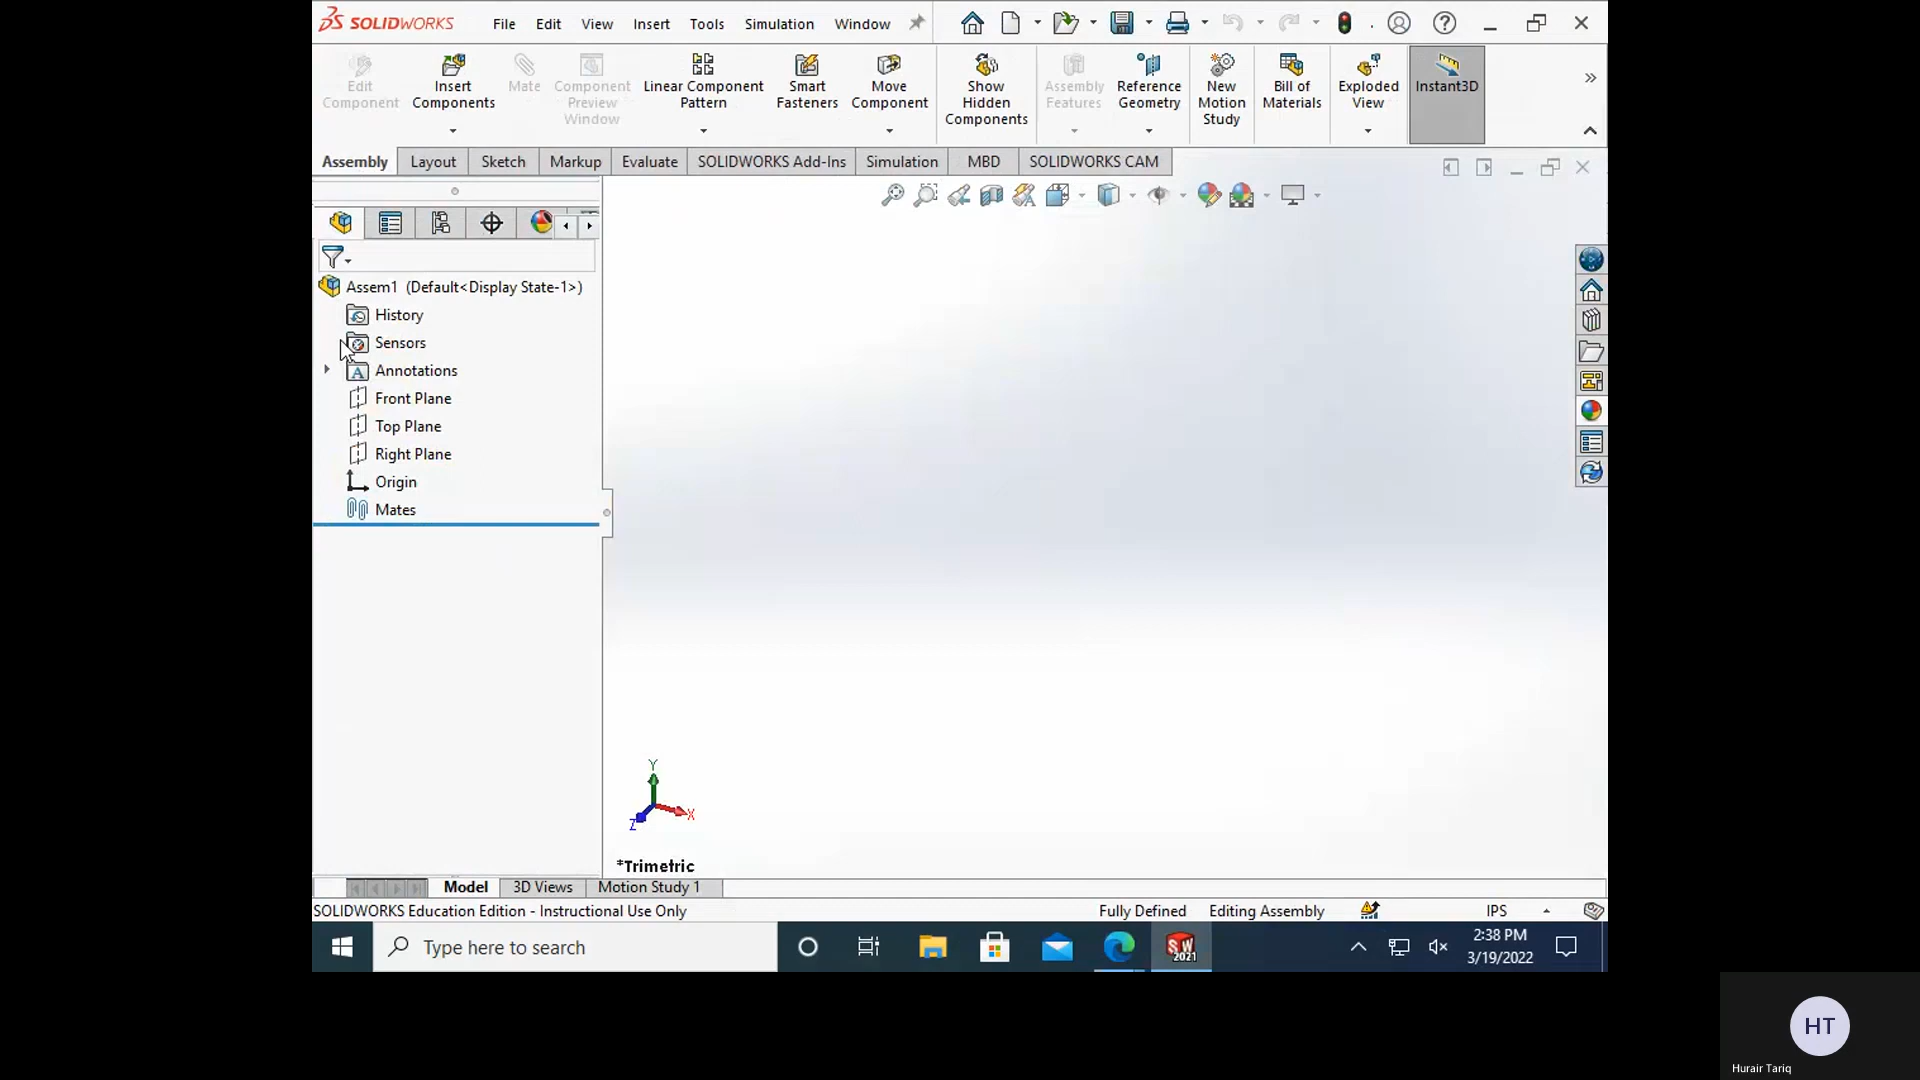 SOLIDWORKS File Edit View Insert Tools Simulation Window
Edit Component
Insert Components
Mate
Component Preview Window
Linear Component Pattern
Smart Fasteners
Move Component
Show Hidden Components
Assembly Features
Reference Geometry
New Motion Study
Bill of Materials
Exploded View
Instant3D
Assembly Layout Sketch Markup Evaluate SOLIDWORKS Add-Ins Simulation MBD SOLIDWORKS CAM
Assem1 (Default<Display State-1>)
History
Sensors
A Annotations
Front Plane
Top Plane
Right Plane
Origin
Mates
Y
X
Z
*Trimetric
Model 3D Views Motion Study 1
SOLIDWORKS Education Edition - Instructional Use Only Fully Defined Editing Assembly IPS
Type here to search
SW 2021
2:38 PM
3/19/2022
HT
Hurair Tariq